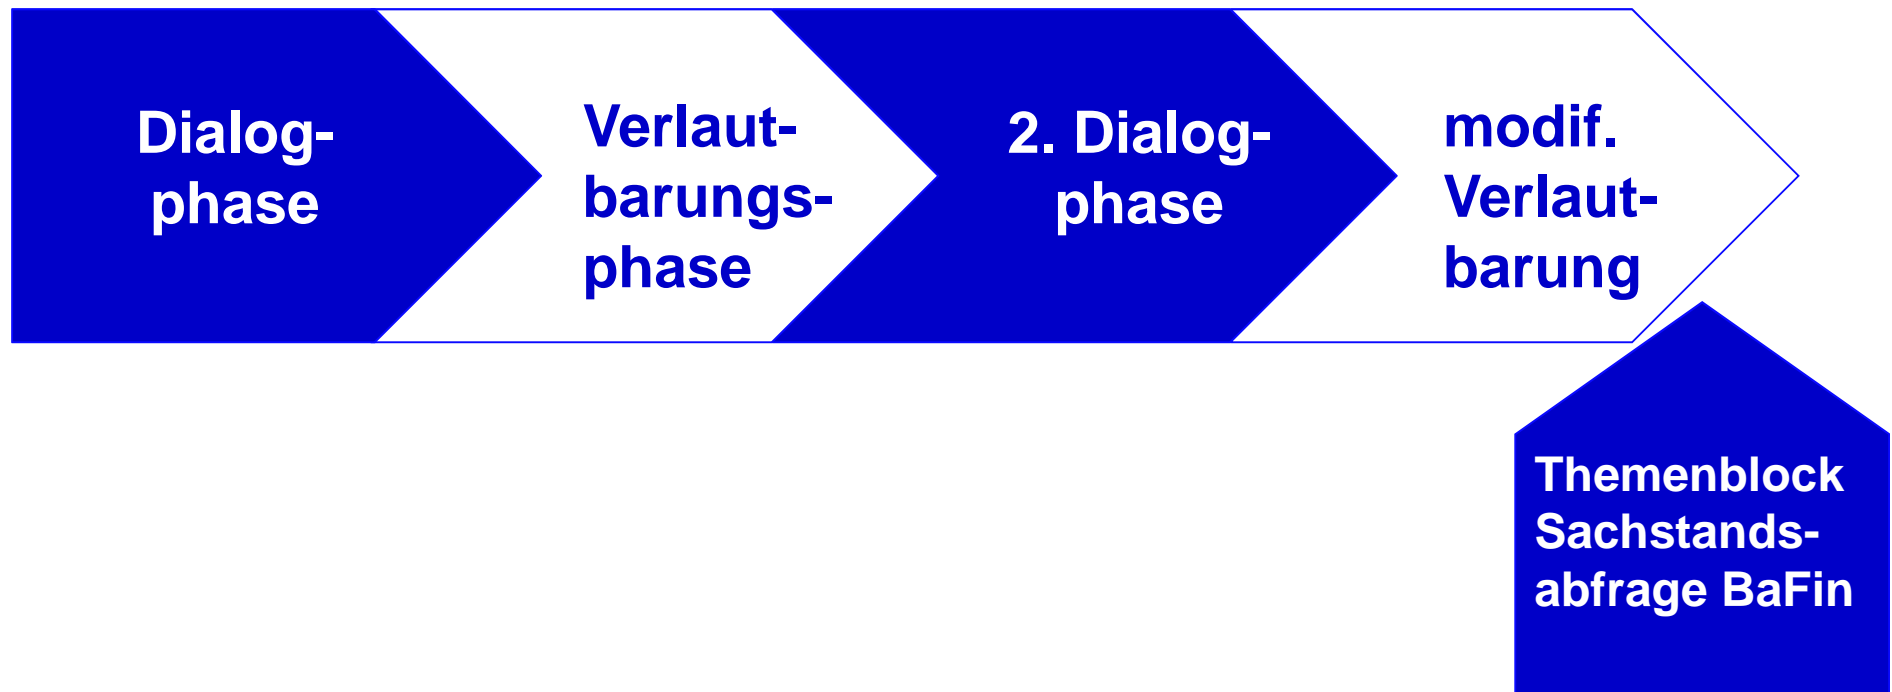 Dialog-
phase
Verlaut-
barungs-
phase
2. Dialog-
phase
modif.
Verlaut-
barung
Themenblock
Sachstands-
abfrage BaFin